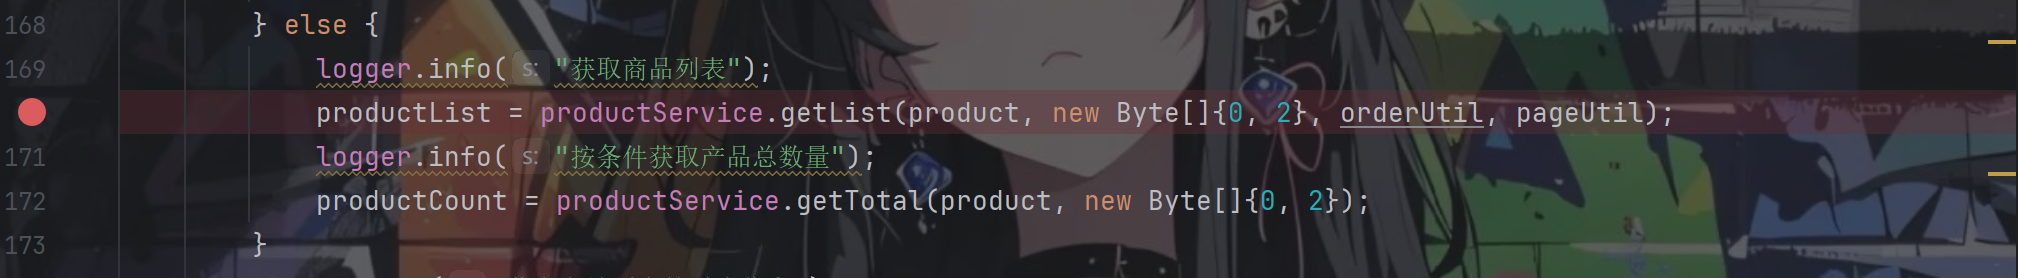 168 } else {
169 logger.info( s: "获取商品列表");
productList = productService.getList(product, new Byte[]{0, 2}, orderUtil, pageUtil);
171 logger.info( s: "按条件获取产品总数量");
172 productCount = productService.getTotal(product, new Byte[]{0, 2});
173 }